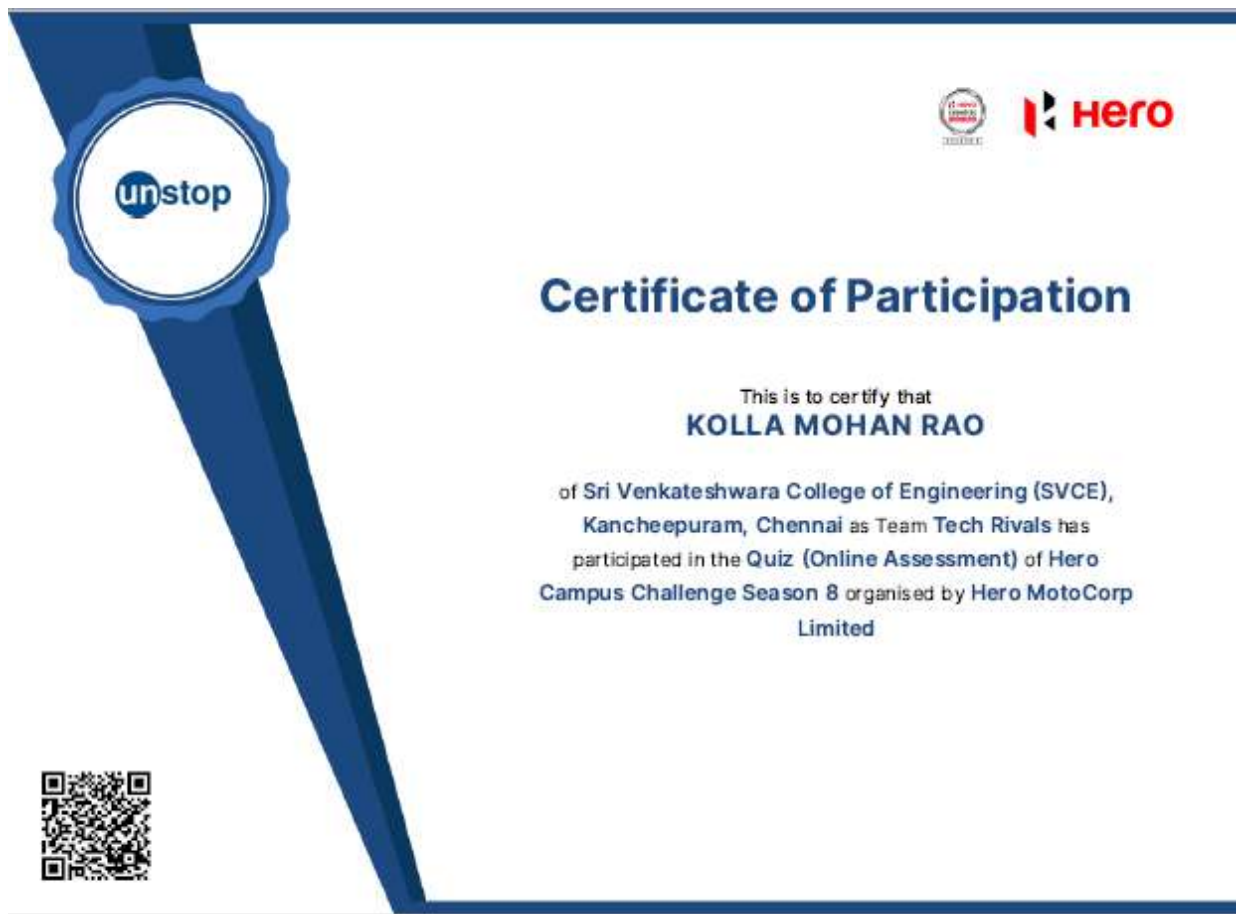 unstop
Hero
Certificate of Participation
This is to certify that
KOLLA MOHAN RAO
of Sri Venkateshwara College of Engineering (SVCE),
Kancheepuram, Chennai as Team Tech Rivals has
participated in the Quiz (Online Assessment) of Hero
Campus Challenge Season 8 organised by Hero MotoCorp
Limited